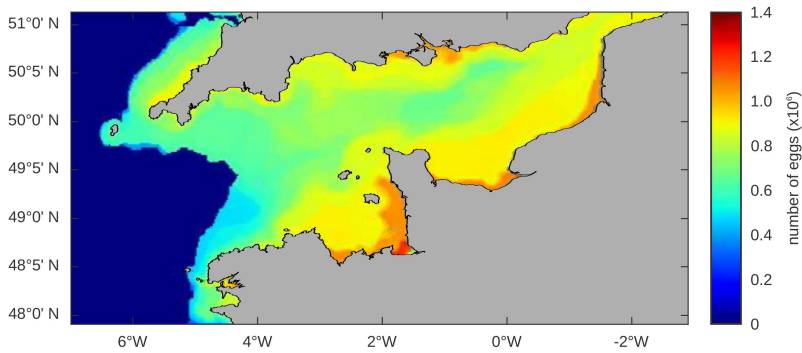 51°0' N
50°5' N
50°0' N
49°5' N
49°0' N
48°5' N
48°0' N
6°W 4°W 2°W 0°W -2°W
1.4
1.2
1.0
0.8
0.6
0.4
0.2
0
number of eggs (x10⁶)